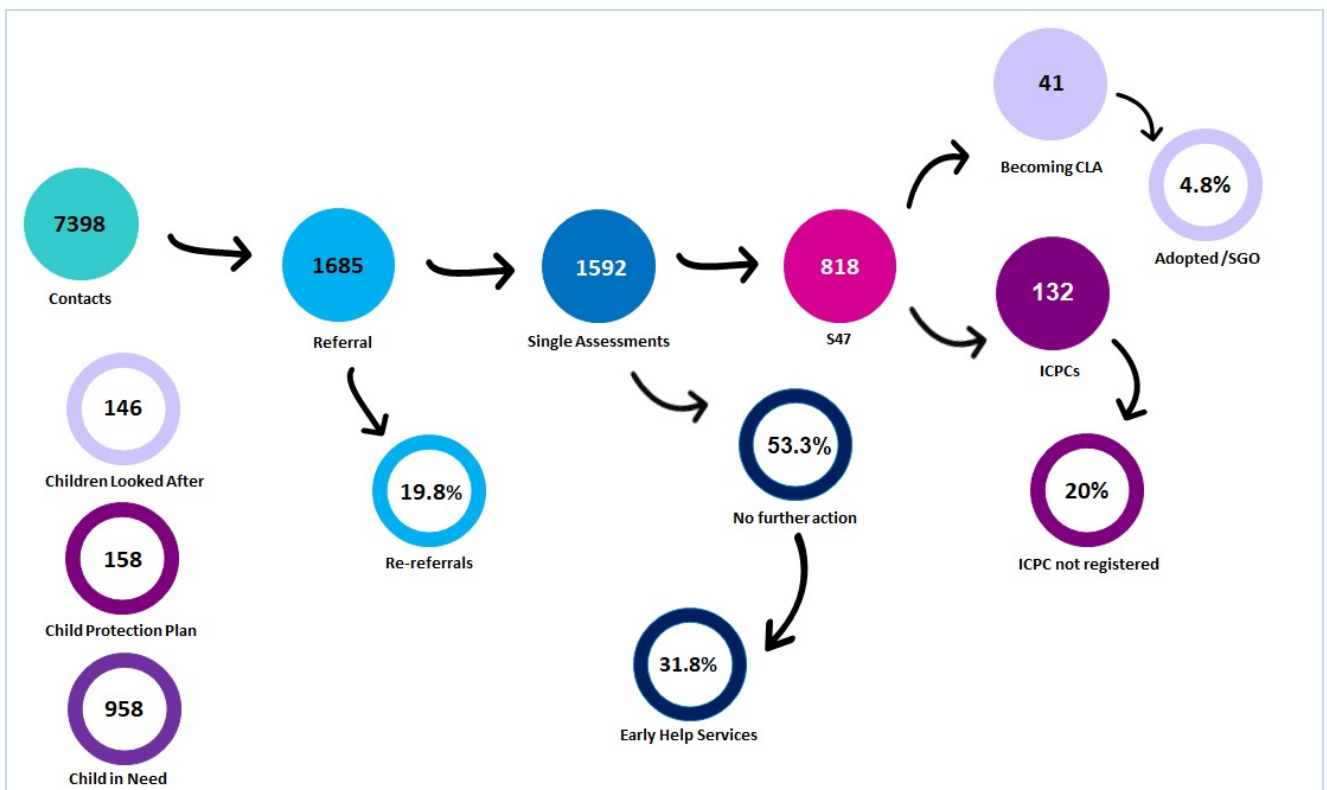 7398
Contacts
1685
Referral
1592
Single Assessments
818
S47
41
Becoming CLA
4.8%
Adopted /SGO
132
ICPCs
20%
ICPC not registered
19.8%
Re-referrals
53.3%
No further action
31.8%
Early Help Services
146
Children Looked After
158
Child Protection Plan
958
Child in Need